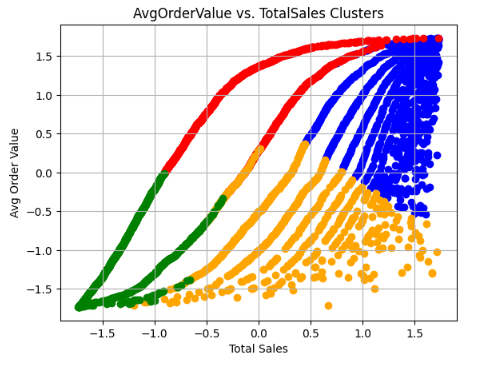 AvgOrderValue vs. TotalSales Clusters
Avg Order Value
1.5
1.0
0.5
0.0
−0.5
−1.0
−1.5
−1.5 −1.0 −0.5 0.0 0.5 1.0 1.5
Total Sales